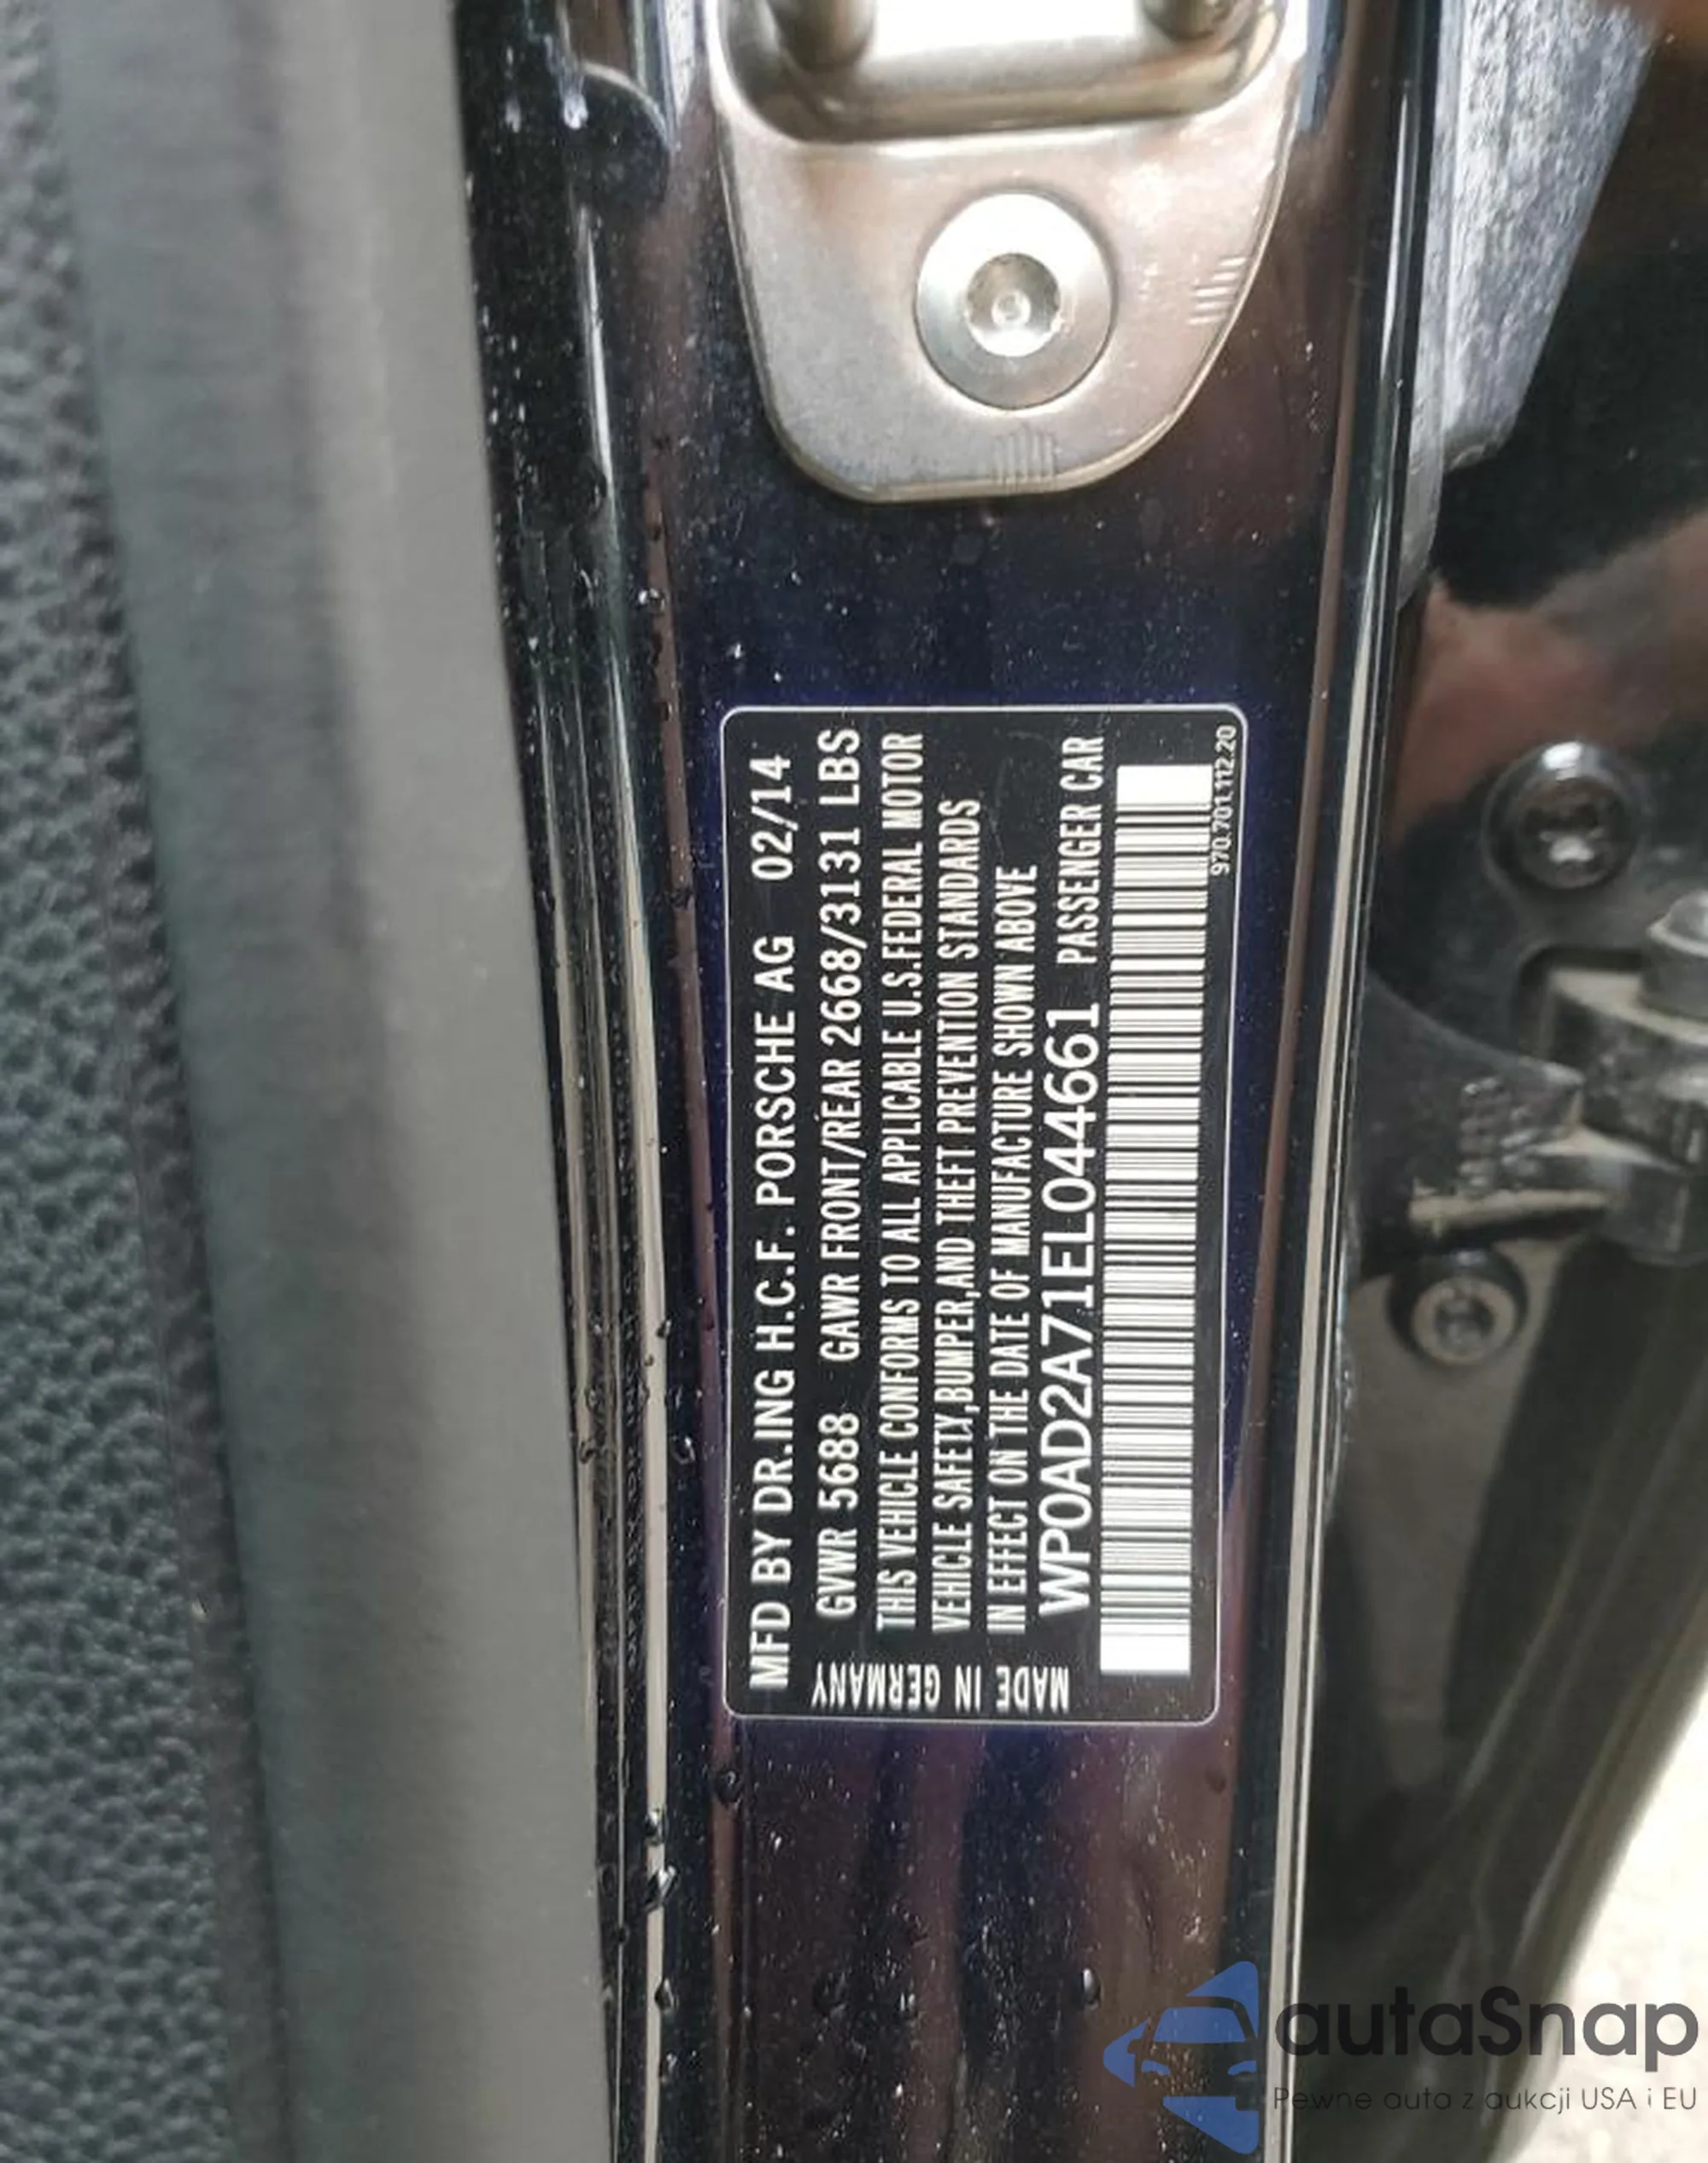 MFD BY DR.ING H.C.F. PORSCHE AG 02/14
GVWR 5688 GAWR FRONT/REAR 2668/3131 LBS
THIS VEHICLE CONFORMS TO ALL APPLICABLE U.S.FEDERAL MOTOR
VEHICLE SAFETY,BUMPER,AND THEFT PREVENTION STANDARDS
IN EFFECT ON THE DATE OF MANUFACTURE SHOWN ABOVE
WP0AD2A71EL044661 PASSENGER CAR
970.701.112.20
MADE IN GERMANY
autaSnap
Pewne auta z aukcji USA i EU